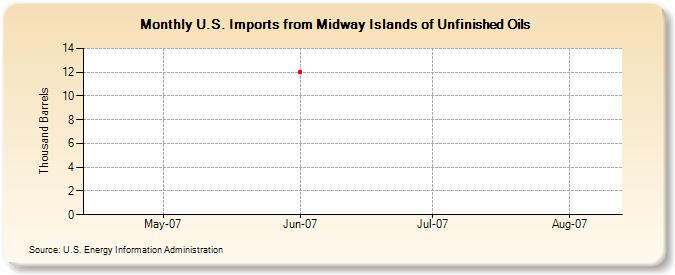 Monthly U.S. Imports from Midway Islands of Unfinished Oils
Thousand Barrels
14
12
10
8
6
4
2
0
May-07 Jun-07 Jul-07 Aug-07
Source: U.S. Energy Information Administration